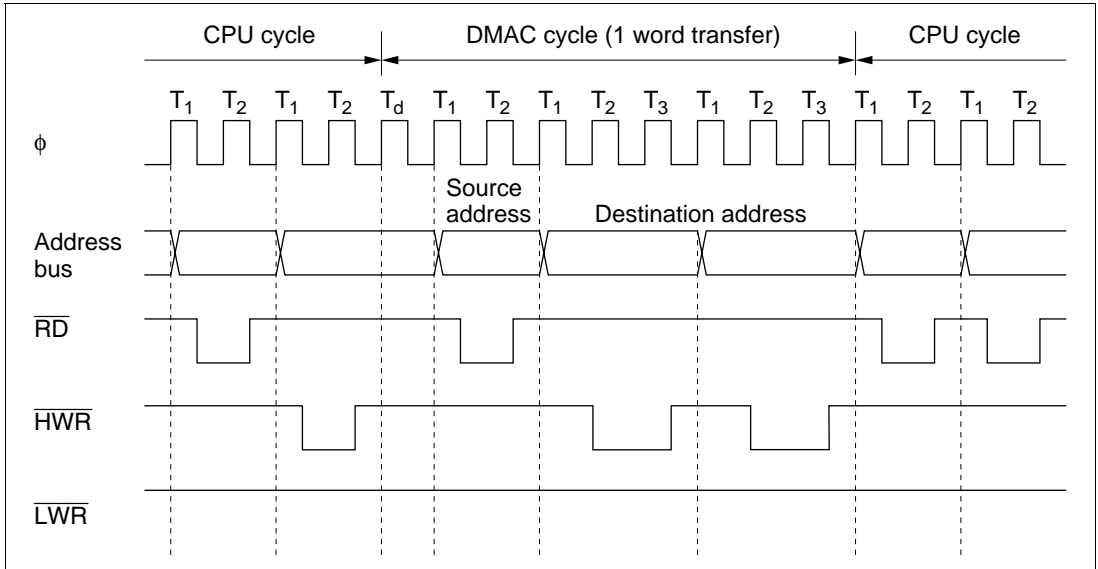 CPU cycle DMAC cycle (1 word transfer) CPU cycle
T1 T2 T1 T2 Td T1 T2 T1 T2 T3 T1 T2 T3 T1 T2 T1 T2
ϕ
Source
address Destination address
Address
bus
RD
HWR
LWR